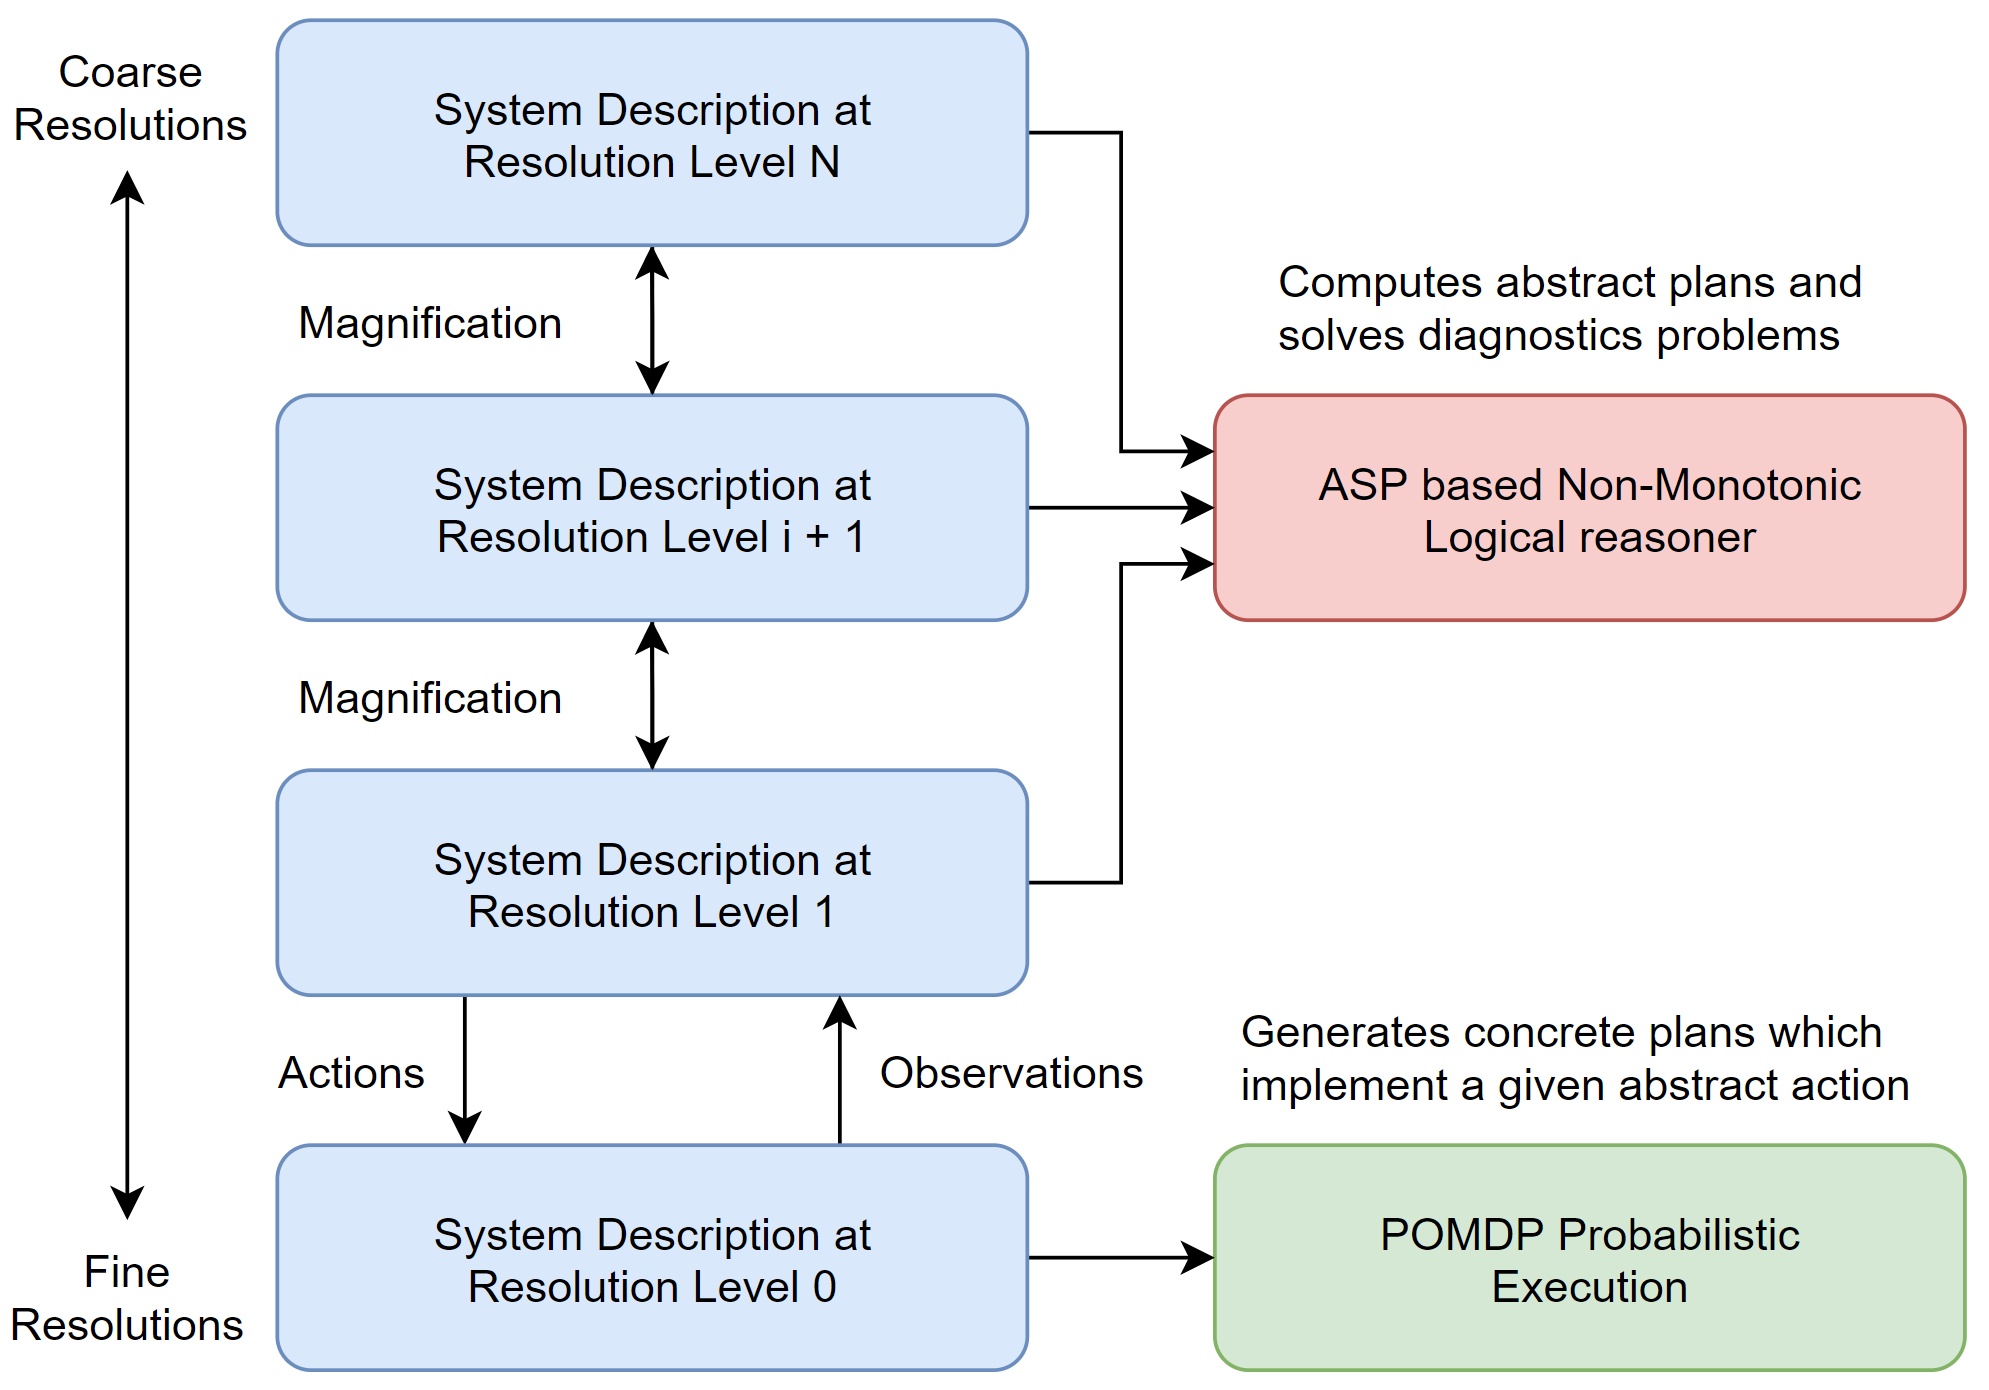 Coarse
Resolutions
System Description at
Resolution Level N
Magnification
Computes abstract plans and
solves diagnostics problems
System Description at
Resolution Level i + 1
ASP based Non-Monotonic
Logical reasoner
Magnification
System Description at
Resolution Level 1
Actions
Observations
Generates concrete plans which
implement a given abstract action
System Description at
Resolution Level 0
POMDP Probabilistic
Execution
Fine
Resolutions